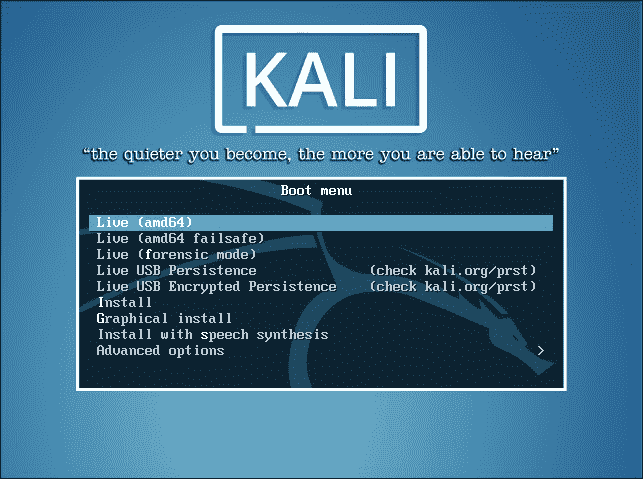 KALI
“the quieter you become, the more you are able to hear”
Boot menu
Live (amd64)
Live (amd64 failsafe)
Live (forensic mode)
Live USB Persistence (check kali.org/prst)
Live USB Encrypted Persistence (check kali.org/prst)
Install
Graphical install
Install with speech synthesis
Advanced options >